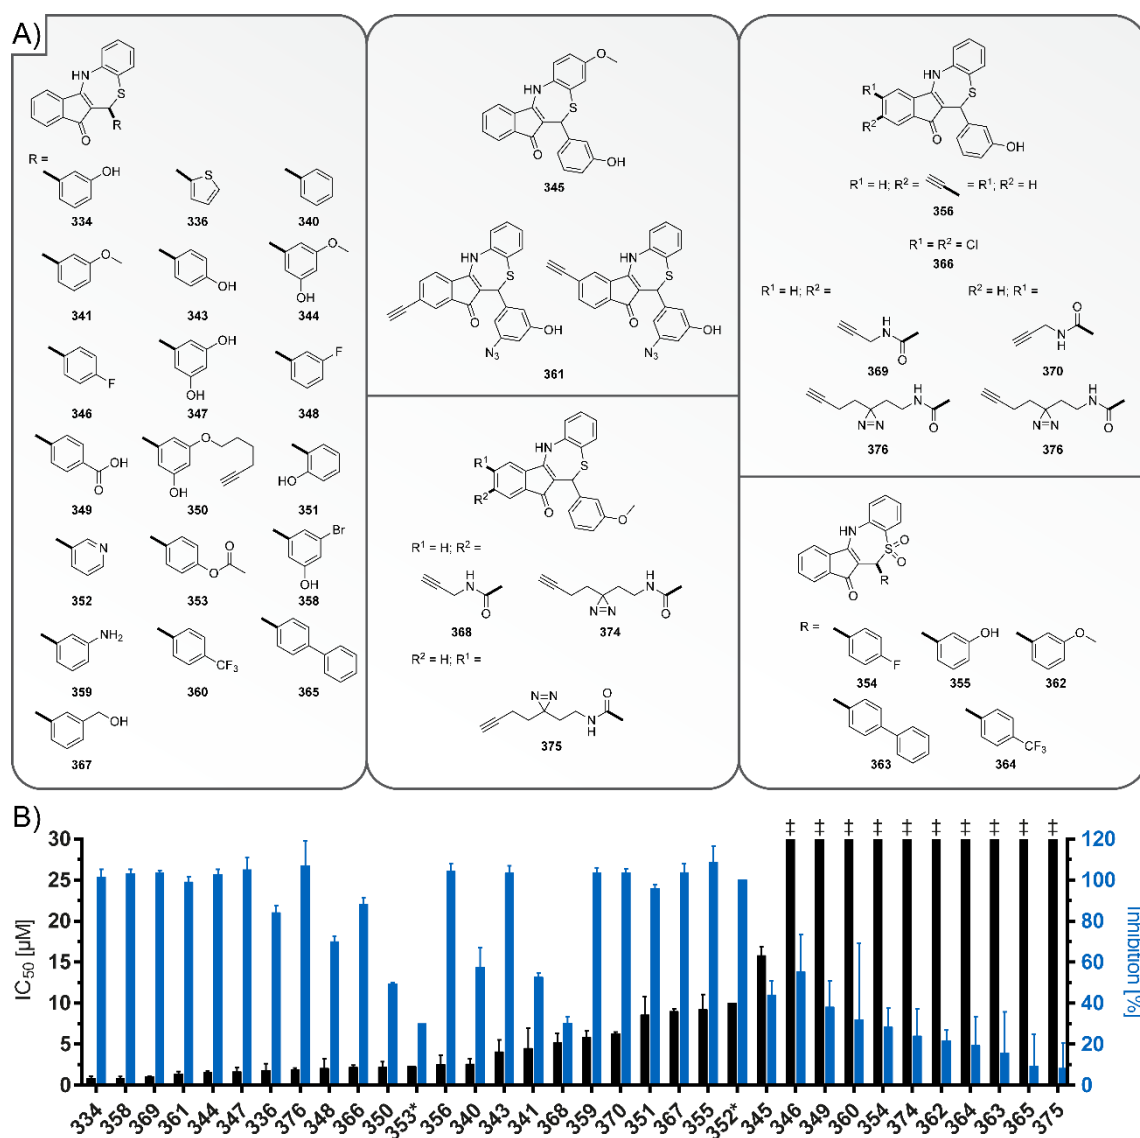 A)
HN
S
R
O
R =
OH
334
S
336
340
O
341
OH
343
O
OH
344
F
346
OH
OH
347
F
348
OH
O
349
O
OH
350
HO
351
N
352
O
O
353
Br
OH
358
NH2
359
CF3
360
365
OH
367
O
HN
S
O
OH
345
HN
S
O
OH
N3
HN
S
O
OH
N3
361
HN
R1
S
R2
O
O
R1 = H; R2 =
H
N
O
368
N=N
H
N
O
374
R2 = H; R1 =
N=N
O
N
H
375
HN
R1
S
R2
O
OH
R1 = H; R2 = = R1; R2 = H
356
R1 = R2 = Cl
366
R1 = H; R2 =
R2 = H; R1 =
H
N
O
369
O
N
H
370
N=N
H
N
O
376
N=N
H
N
O
376
HN
S
O
O
R
O
R =
F
354
OH
355
O
362
363
CF3
364
B)
‡ ‡ ‡ ‡ ‡ ‡ ‡ ‡ ‡ ‡
30
25
20
15
10
5
0
IC50 [µM]
120
100
80
60
40
20
0
Inhibition [%]
334 358 369 361 344 347 336 376 348 366 350 353* 356 340 343 341 368 359 370 351 367 355 352* 345 346 349 360 354 374 362 364 363 365 375